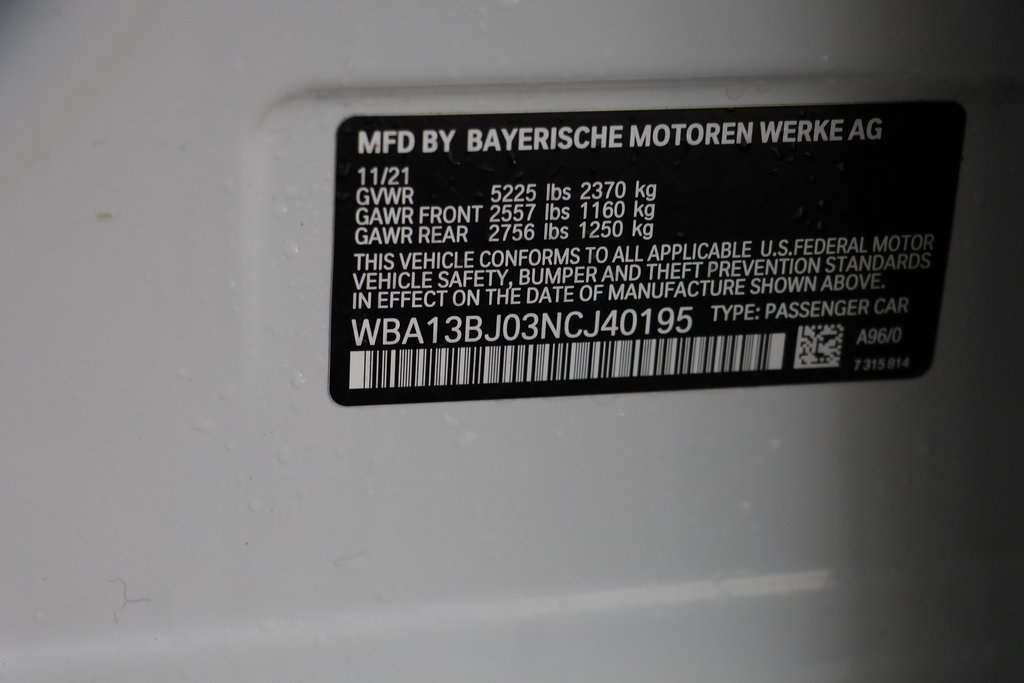 MFD BY BAYERISCHE MOTOREN WERKE AG
11/21
GVWR 5225 lbs 2370 kg
GAWR FRONT 2557 lbs 1160 kg
GAWR REAR 2756 lbs 1250 kg
THIS VEHICLE CONFORMS TO ALL APPLICABLE U.S.FEDERAL MOTOR
VEHICLE SAFETY, BUMPER AND THEFT PREVENTION STANDARDS
IN EFFECT ON THE DATE OF MANUFACTURE SHOWN ABOVE.
WBA13BJ03NCJ40195 TYPE: PASSENGER CAR
A96/0
7 315 814